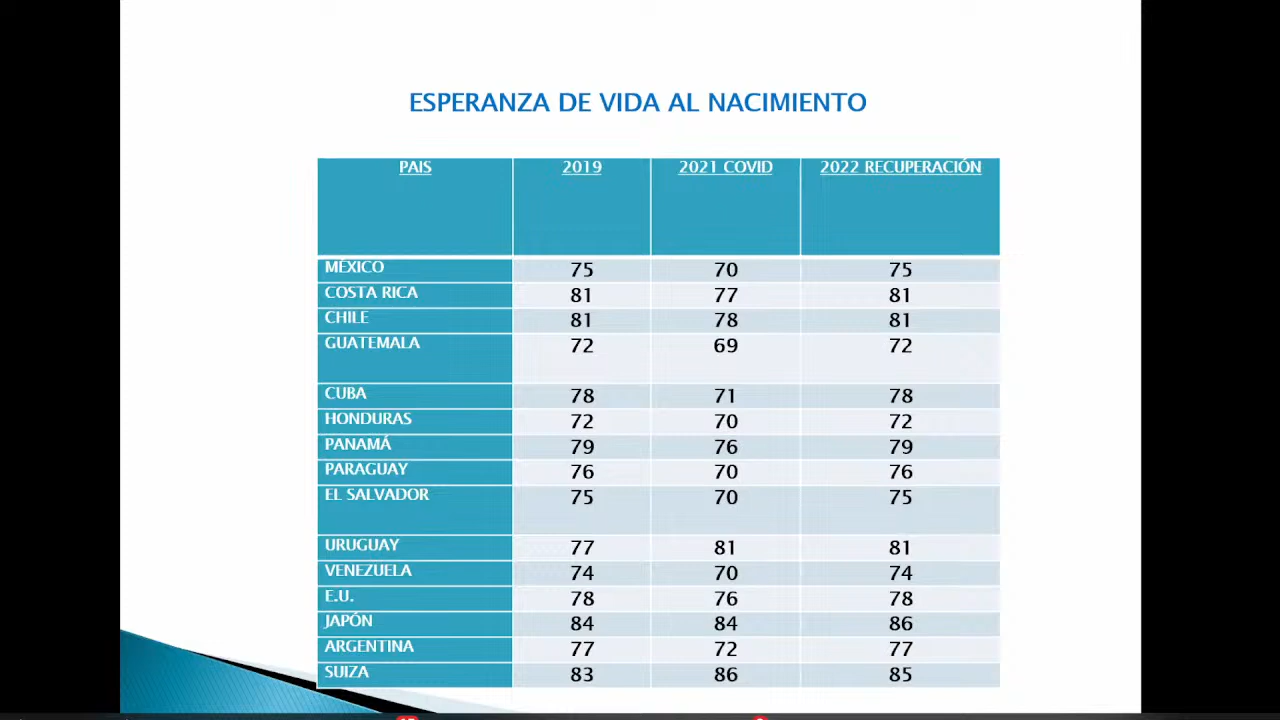 ESPERANZA DE VIDA AL NACIMIENTO
PAIS 2019 2021 COVID 2022 RECUPERACIÓN
MÉXICO 75 70 75
COSTA RICA 81 77 81
CHILE 81 78 81
GUATEMALA 72 69 72
CUBA 78 71 78
HONDURAS 72 70 72
PANAMÁ 79 76 79
PARAGUAY 76 70 76
EL SALVADOR 75 70 75
URUGUAY 77 81 81
VENEZUELA 74 70 74
E.U. 78 76 78
JAPÓN 84 84 86
ARGENTINA 77 72 77
SUIZA 83 86 85